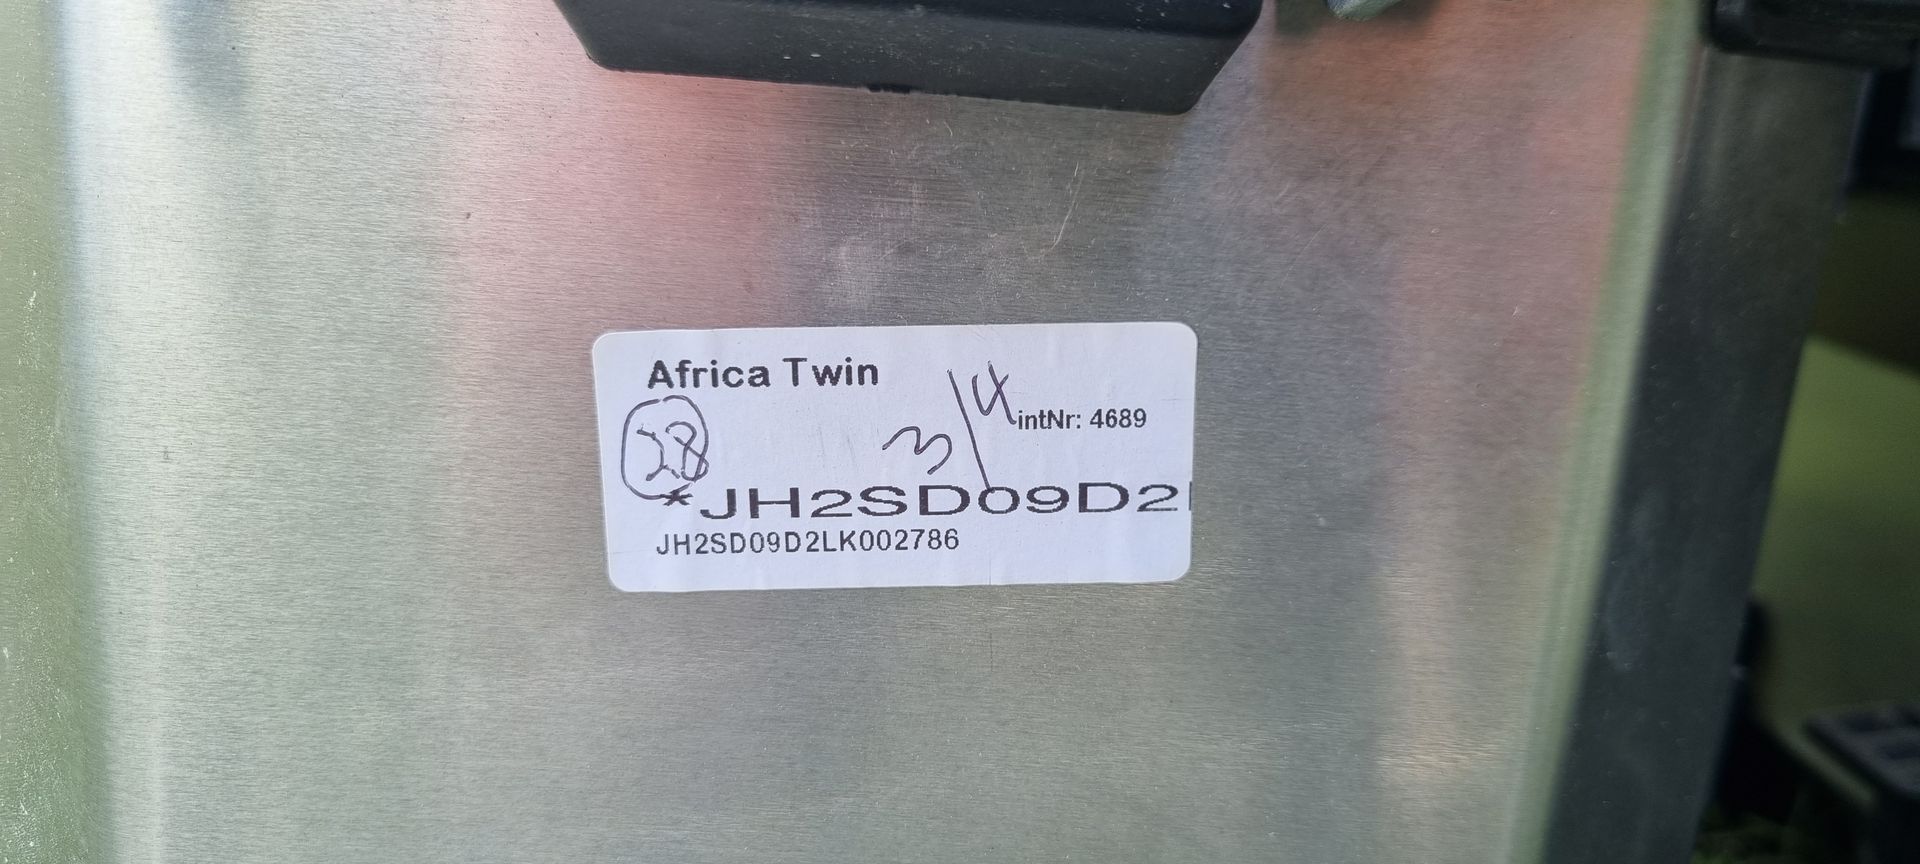 Africa Twin
3/4
intNr: 4689
28
*JH2SD09D2
JH2SD09D2LK002786